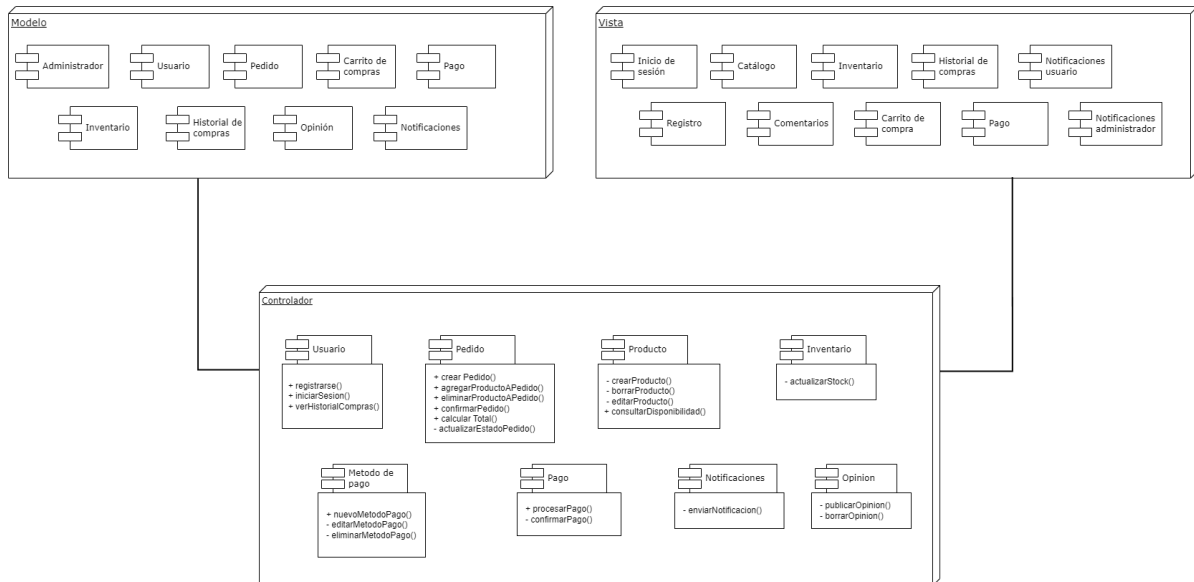 Modelo
Administrador
Usuario
Pedido
Carrito de
compras
Pago
Inventario
Historial de
compras
Opinión
Notificaciones
Vista
Inicio de
sesión
Catálogo
Inventario
Historial de
compras
Notificaciones
usuario
Registro
Comentarios
Carrito de
compra
Pago
Notificaciones
administrador
Controlador
Usuario
+ registrarse()
+ iniciarSesion()
+ verHistorialCompras()
Pedido
+ crear Pedido()
+ agregarProductoAPedido()
+ eliminarProductoAPedido()
+ confirmarPedido()
+ calcular Total()
- actualizarEstadoPedido()
Producto
- crearProducto()
- borrarProducto()
- editarProducto()
+ consultarDisponibilidad()
Inventario
- actualizarStock()
Metodo de
pago
+ nuevoMetodoPago()
- editarMetodoPago()
- eliminarMetodoPago()
Pago
+ procesarPago()
- confirmarPago()
Notificaciones
- enviarNotificacion()
Opinion
- publicarOpinion()
- borrarOpinion()